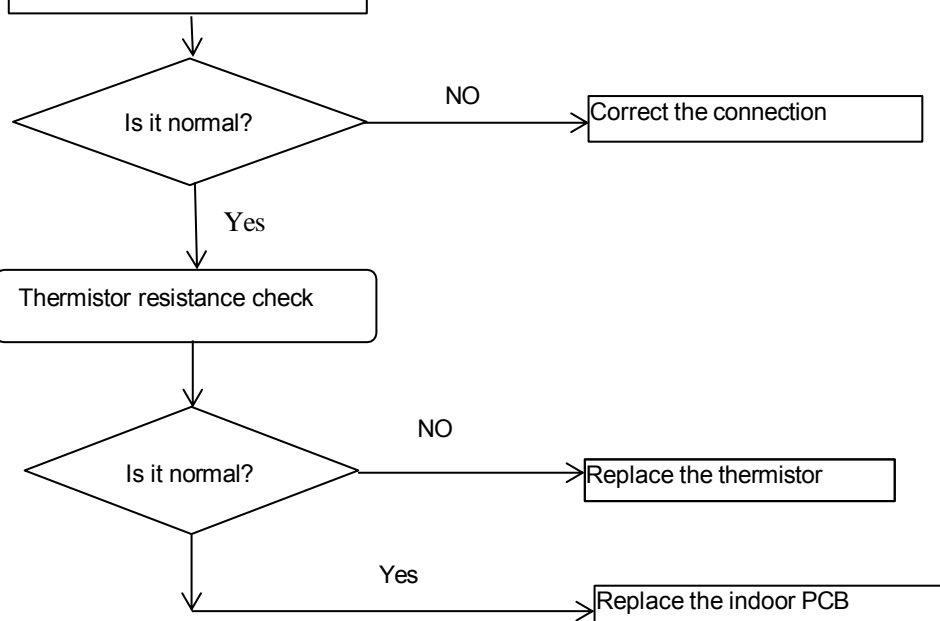 NO
Is it normal?
Correct the connection
Yes
Thermistor resistance check
NO
Is it normal?
Replace the thermistor
Yes
Replace the indoor PCB